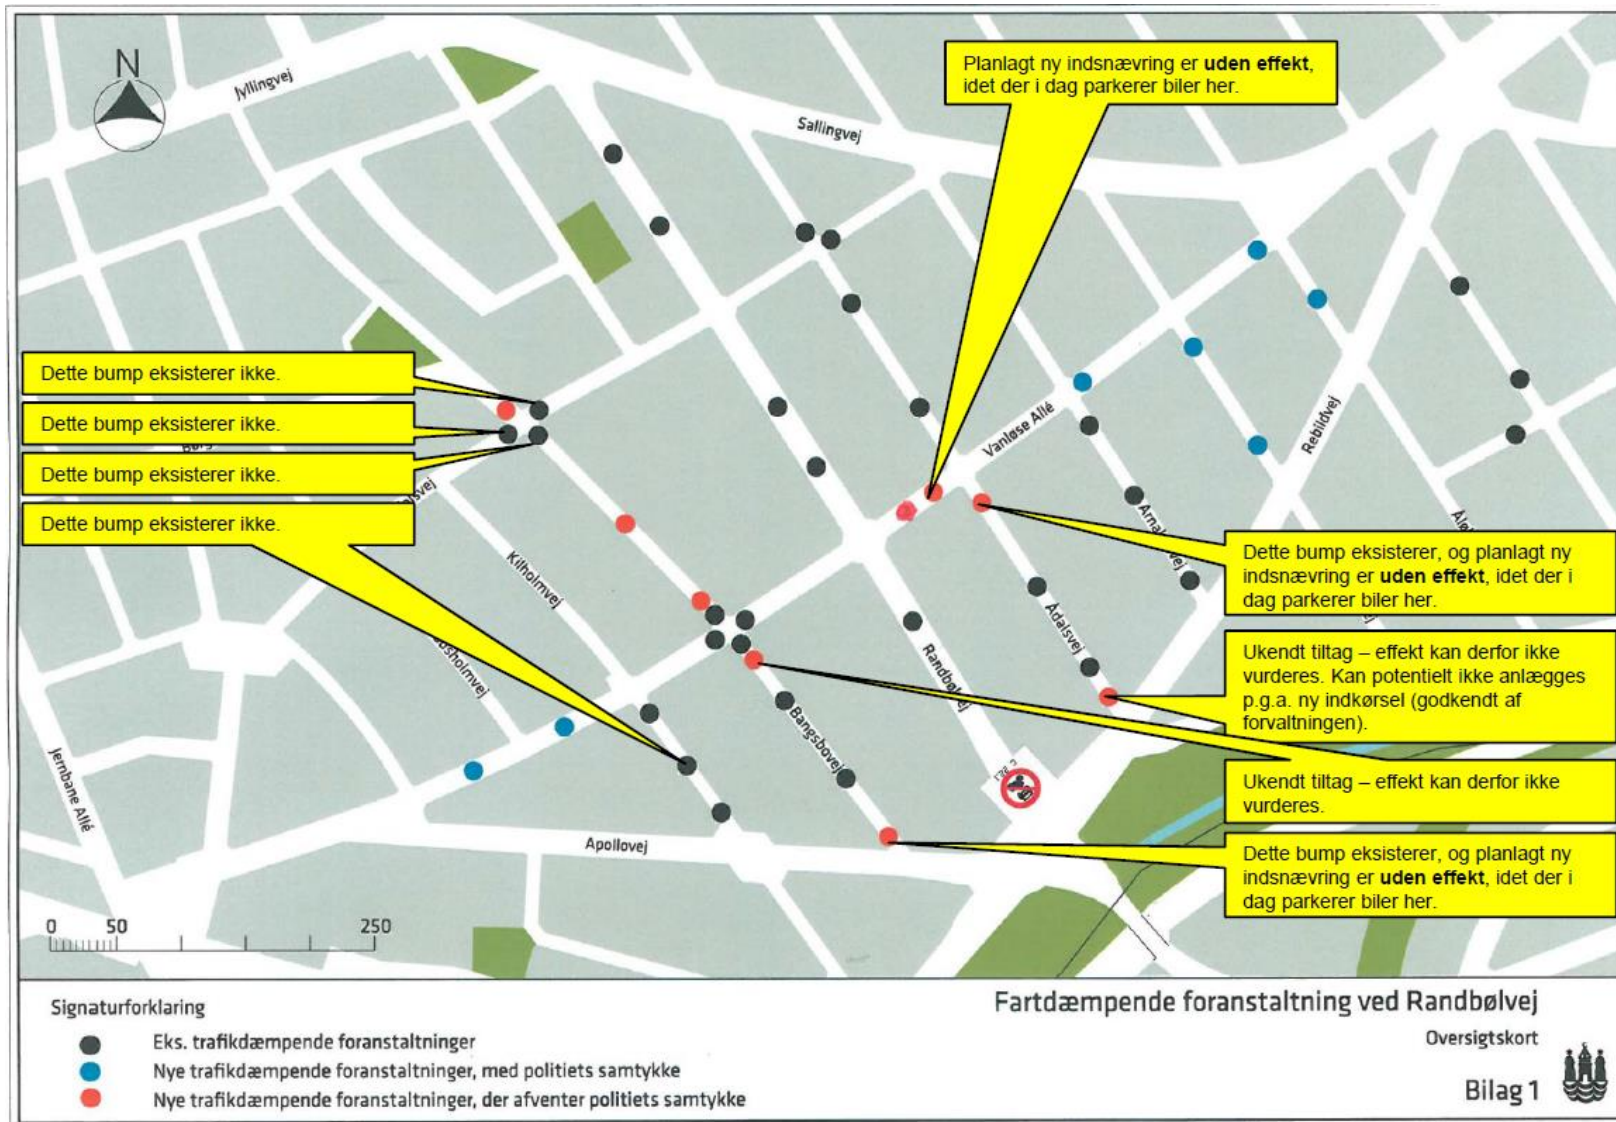 N
Jyllingvej
Sallingvej
Planlagt ny indsnævring er uden effekt,
idet der i dag parkerer biler her.
Dette bump eksisterer ikke.
Dette bump eksisterer ikke.
Dette bump eksisterer ikke.
Dette bump eksisterer ikke.
Vanløse Allé
Rebildvej
Kilholmvej
Ådalsvej
Randbølvej
Bangsbovej
Jernbane Allé
Apollovej
Dette bump eksisterer, og planlagt ny
indsnævring er uden effekt, idet der i
dag parkerer biler her.
Ukendt tiltag – effekt kan derfor ikke
vurderes. Kan potentielt ikke anlægges
p.g.a. ny indkørsel (godkendt af
forvaltningen).
Ukendt tiltag – effekt kan derfor ikke
vurderes.
Dette bump eksisterer, og planlagt ny
indsnævring er uden effekt, idet der i
dag parkerer biler her.
0 50 250
Signaturforklaring
Eks. trafikdæmpende foranstaltninger
Nye trafikdæmpende foranstaltninger, med politiets samtykke
Nye trafikdæmpende foranstaltninger, der afventer politiets samtykke
Fartdæmpende foranstaltning ved Randbølvej
Oversigtskort
Bilag 1